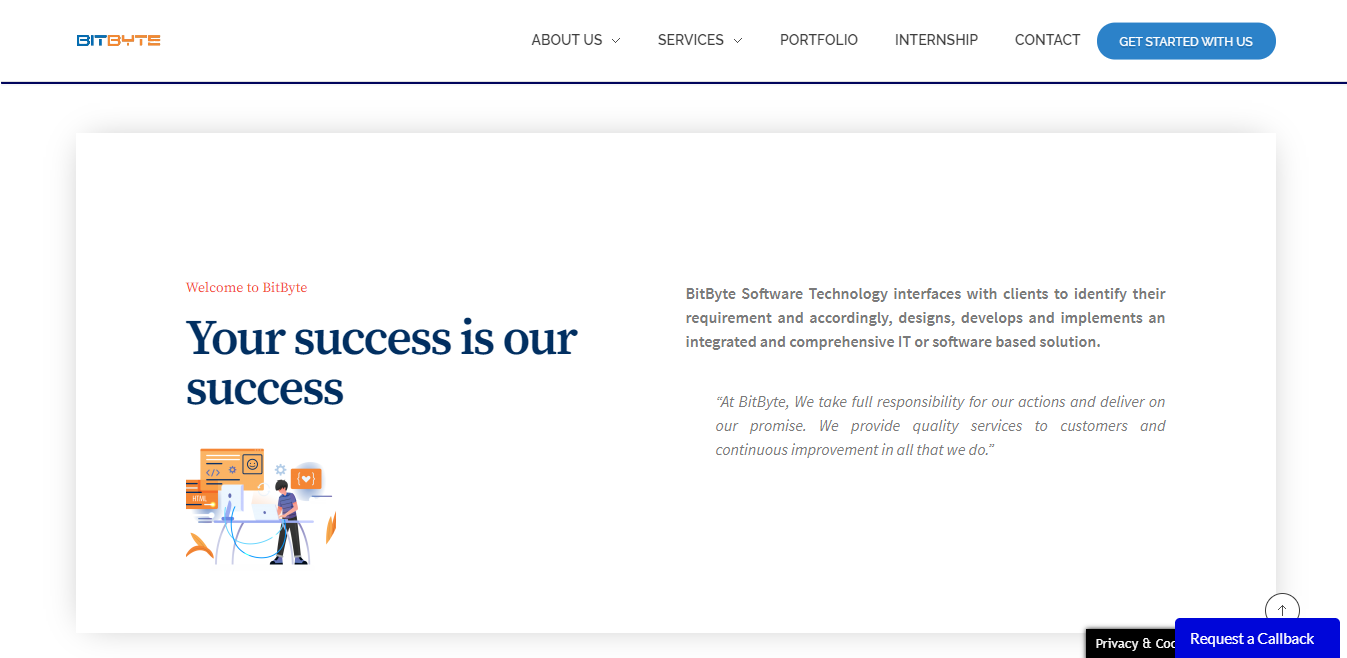 BITBYTE
ABOUT US
SERVICES
PORTFOLIO
INTERNSHIP
CONTACT
GET STARTED WITH US
Welcome to BitByte
Your success is our
success
HTML
BitByte Software Technology interfaces with clients to identify their
requirement and accordingly, designs, develops and implements an
integrated and comprehensive IT or software based solution.
“At BitByte, We take full responsibility for our actions and deliver on
our promise. We provide quality services to customers and
continuous improvement in all that we do.”
Privacy & Coo
Request a Callback